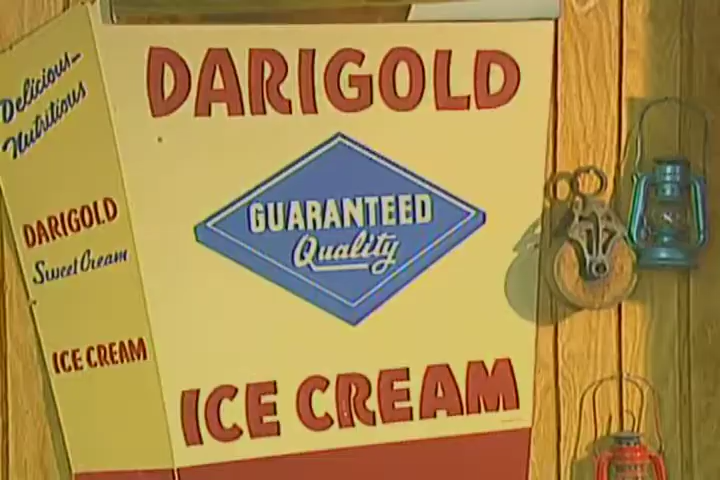 Delicious-
Nutritious
DARIGOLD
Sweet Cream
ICE CREAM
DARIGOLD
GUARANTEED
Quality
ICE CREAM